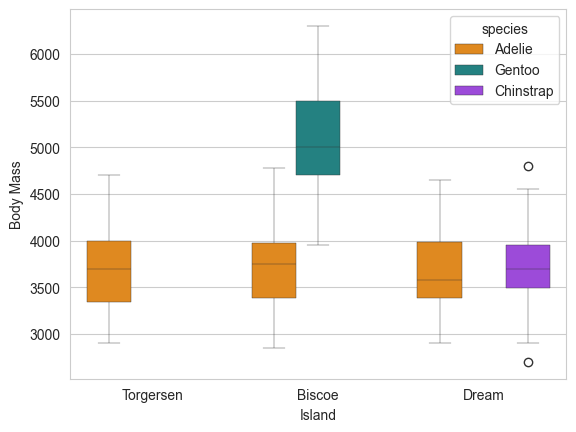 species
Adelie
Gentoo
Chinstrap
Body Mass
6000
5500
5000
4500
4000
3500
3000
Torgersen
Biscoe
Dream
Island